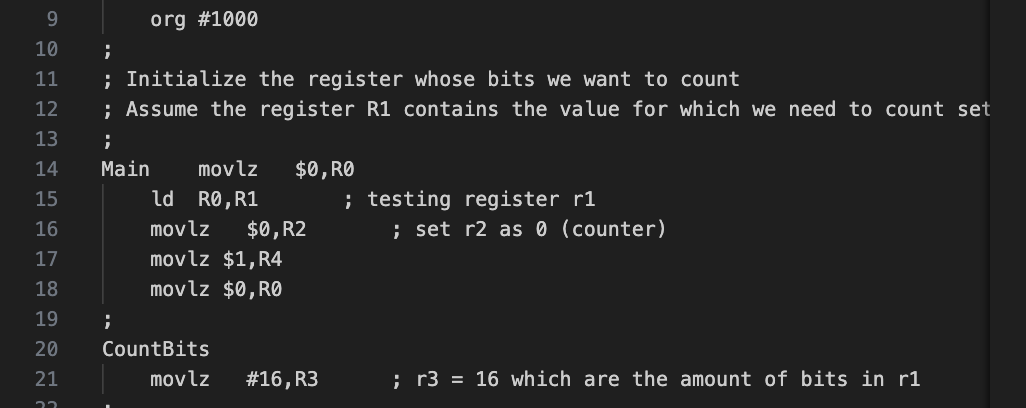 9 org #1000
10 ;
11 ; Initialize the register whose bits we want to count
12 ; Assume the register R1 contains the value for which we need to count set
13 ;
14 Main movlz $0,R0
15 ld R0,R1 ; testing register r1
16 movlz $0,R2 ; set r2 as 0 (counter)
17 movlz $1,R4
18 movlz $0,R0
19 ;
20 CountBits
21 movlz #16,R3 ; r3 = 16 which are the amount of bits in r1
22 ;